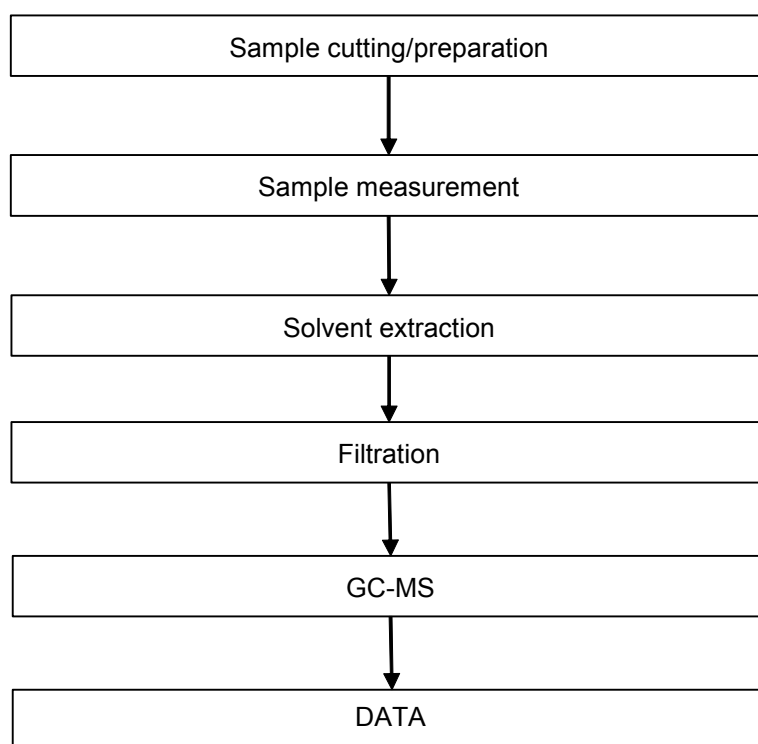 Sample cutting/preparation
Sample measurement
Solvent extraction
Filtration
GC-MS
DATA